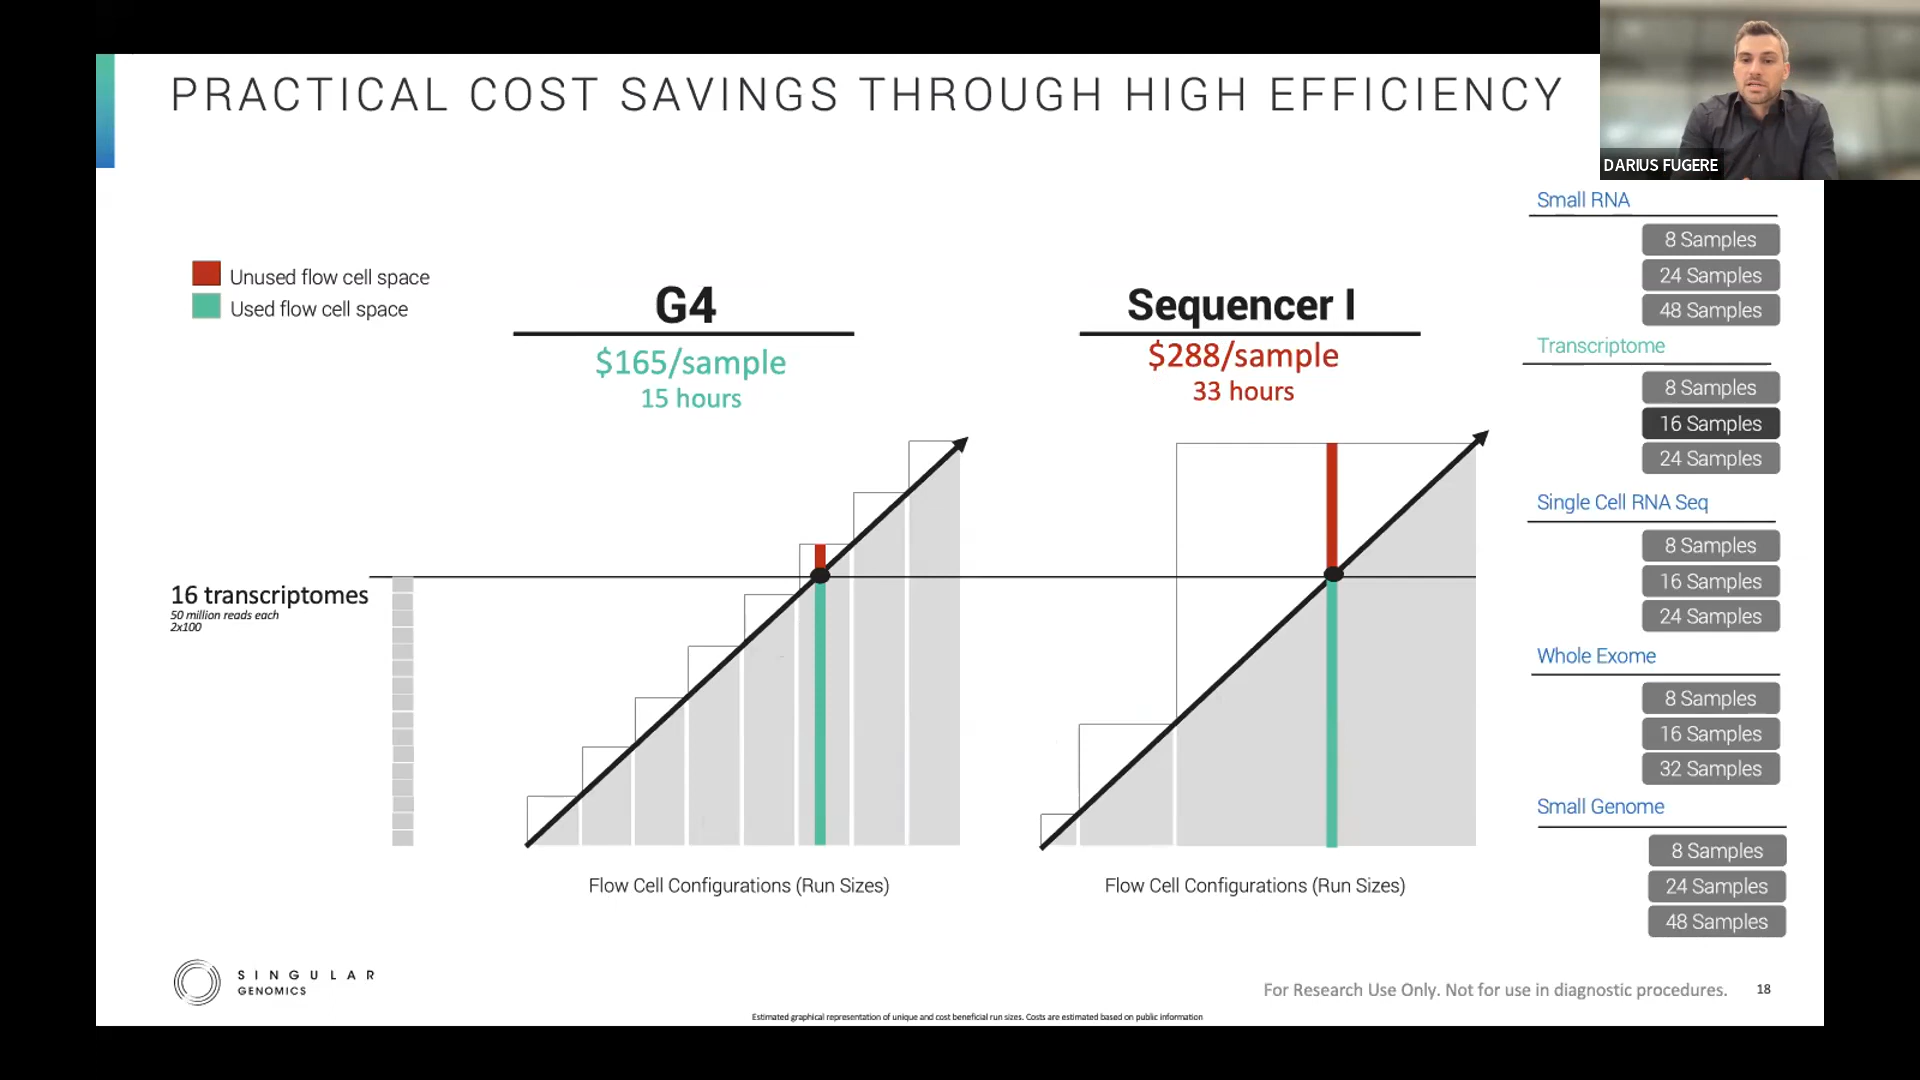 PRACTICAL COST SAVINGS THROUGH HIGH EFFICIENCY
DARIUS FUGERE
Unused flow cell space
Used flow cell space
G4
$165/sample
15 hours
Sequencer I
$288/sample
33 hours
16 transcriptomes
50 million reads each
2x100
Flow Cell Configurations (Run Sizes)
Flow Cell Configurations (Run Sizes)
Small RNA
8 Samples
24 Samples
48 Samples
Transcriptome
8 Samples
16 Samples
24 Samples
Single Cell RNA Seq
8 Samples
16 Samples
24 Samples
Whole Exome
8 Samples
16 Samples
32 Samples
Small Genome
8 Samples
24 Samples
48 Samples
SINGULAR
GENOMICS
For Research Use Only. Not for use in diagnostic procedures.
18
Estimated graphical representation of unique and cost beneficial run sizes. Costs are estimated based on public information